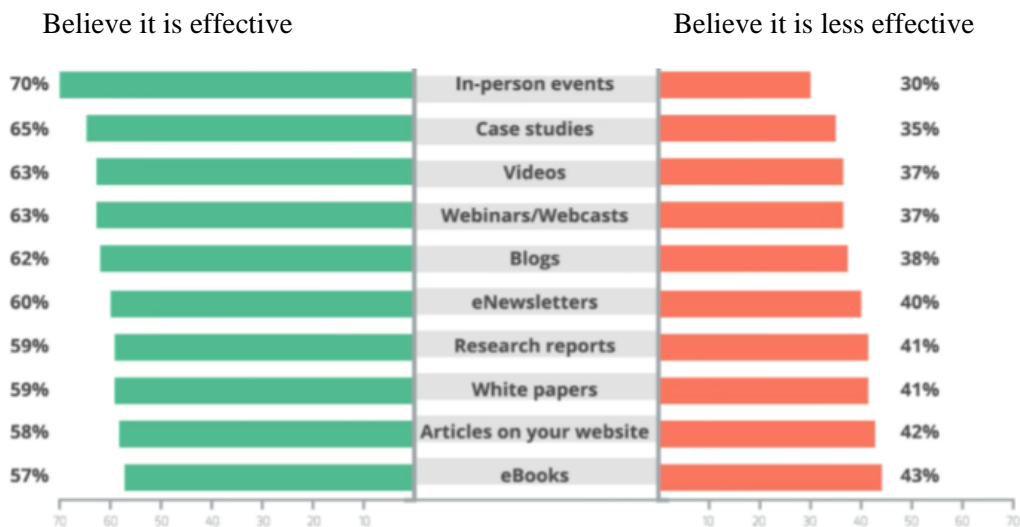 Believe it is effective Believe it is less effective
70% In-person events 30%
65% Case studies 35%
63% Videos 37%
63% Webinars/Webcasts 37%
62% Blogs 38%
60% eNewsletters 40%
59% Research reports 41%
59% White papers 41%
58% Articles on your website 42%
57% eBooks 43%
70 60 50 40 30 20 10 10 20 30 40 50 60 70